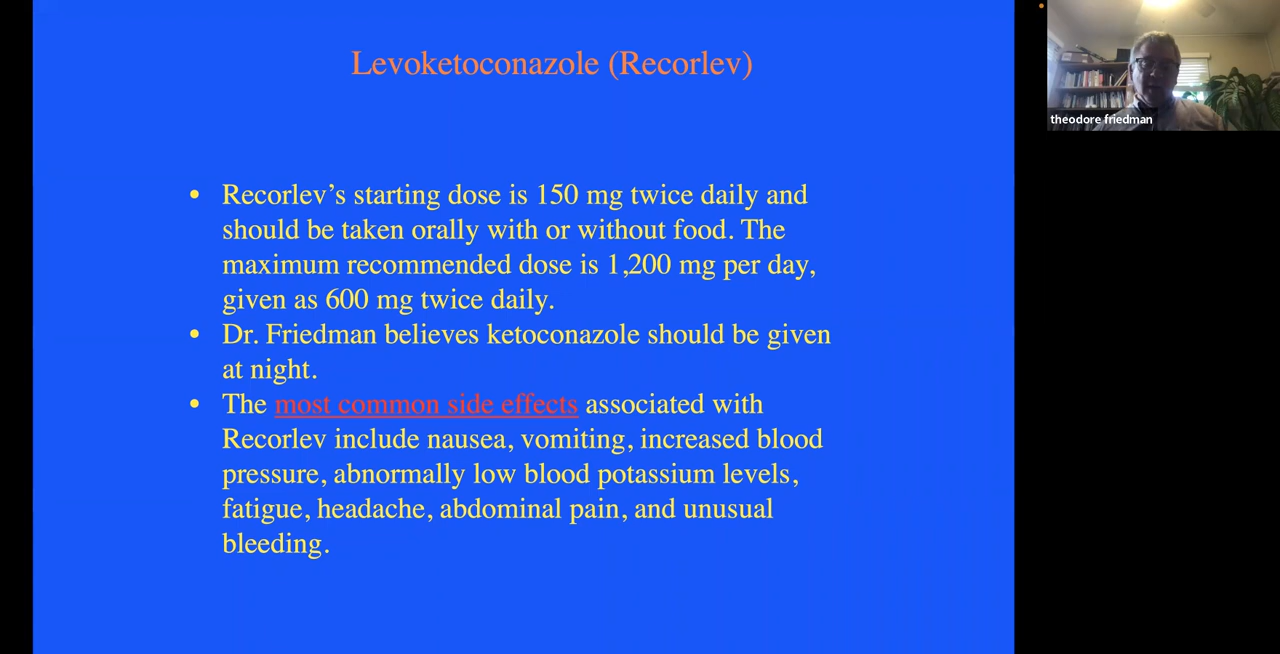 Levoketoconazole (Recorlev)
• Recorlev’s starting dose is 150 mg twice daily and
should be taken orally with or without food. The
maximum recommended dose is 1,200 mg per day,
given as 600 mg twice daily.
• Dr. Friedman believes ketoconazole should be given
at night.
• The most common side effects associated with
Recorlev include nausea, vomiting, increased blood
pressure, abnormally low blood potassium levels,
fatigue, headache, abdominal pain, and unusual
bleeding.
theodore friedman